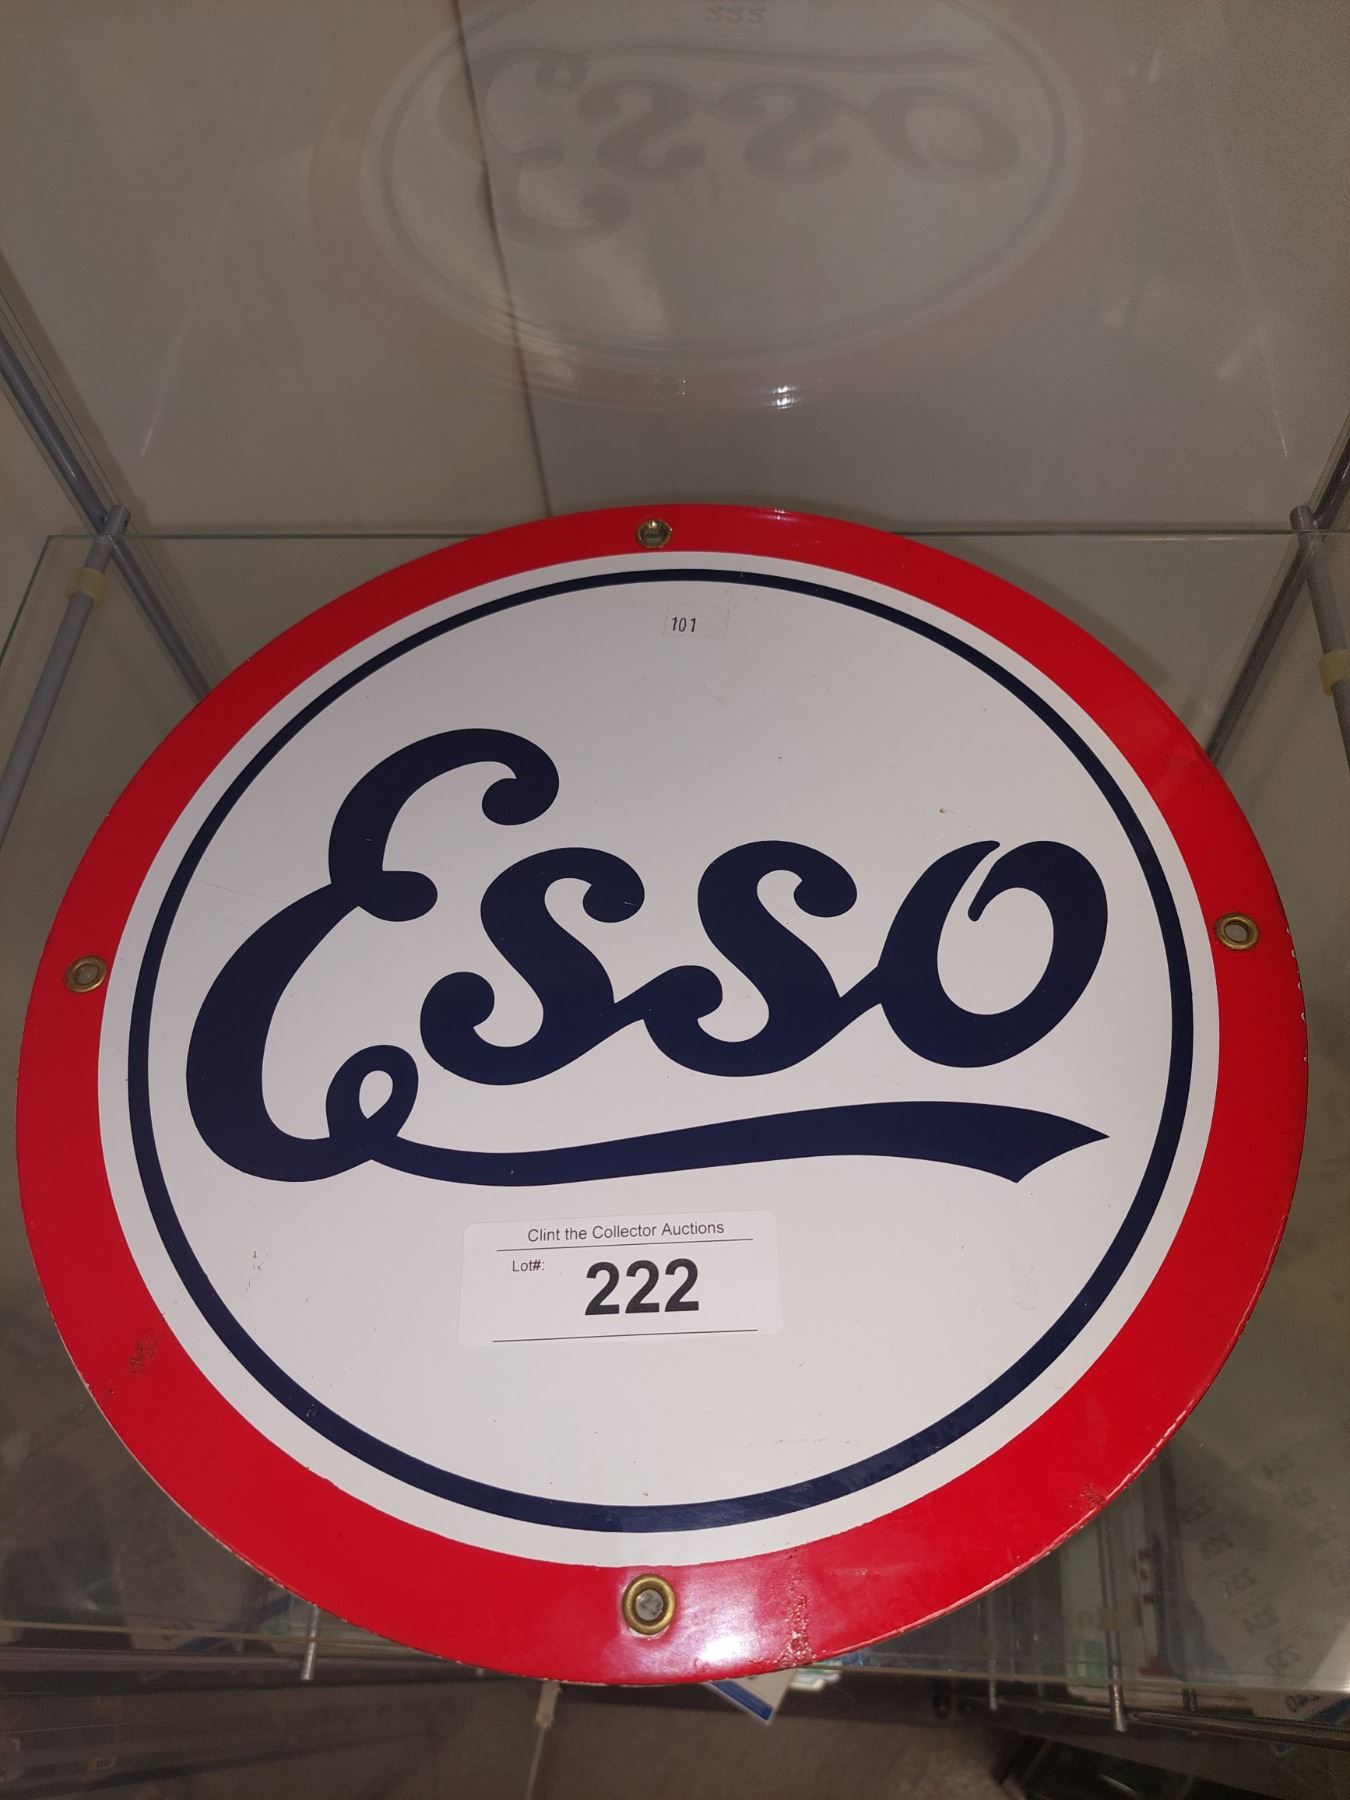 101
Esso
Clint the Collector Auctions
Lot#:
222